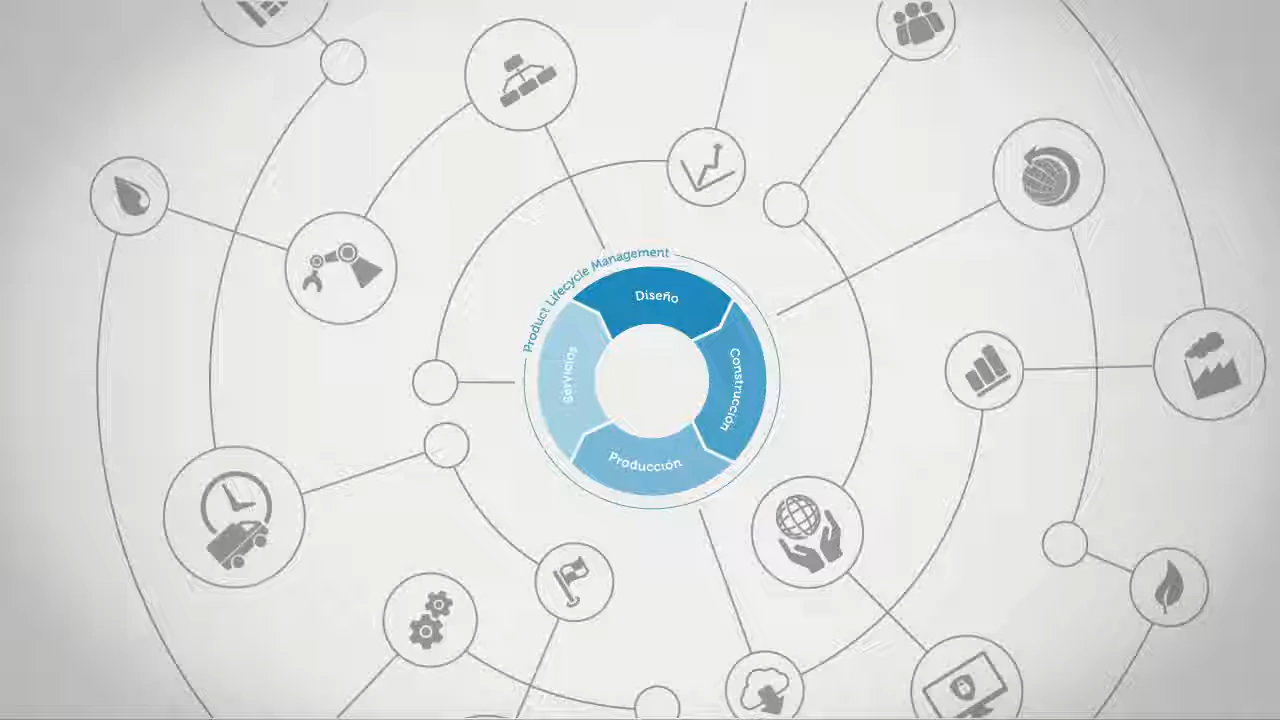 Product Lifecycle Management
Diseño
Construcción
Producción
Servicios